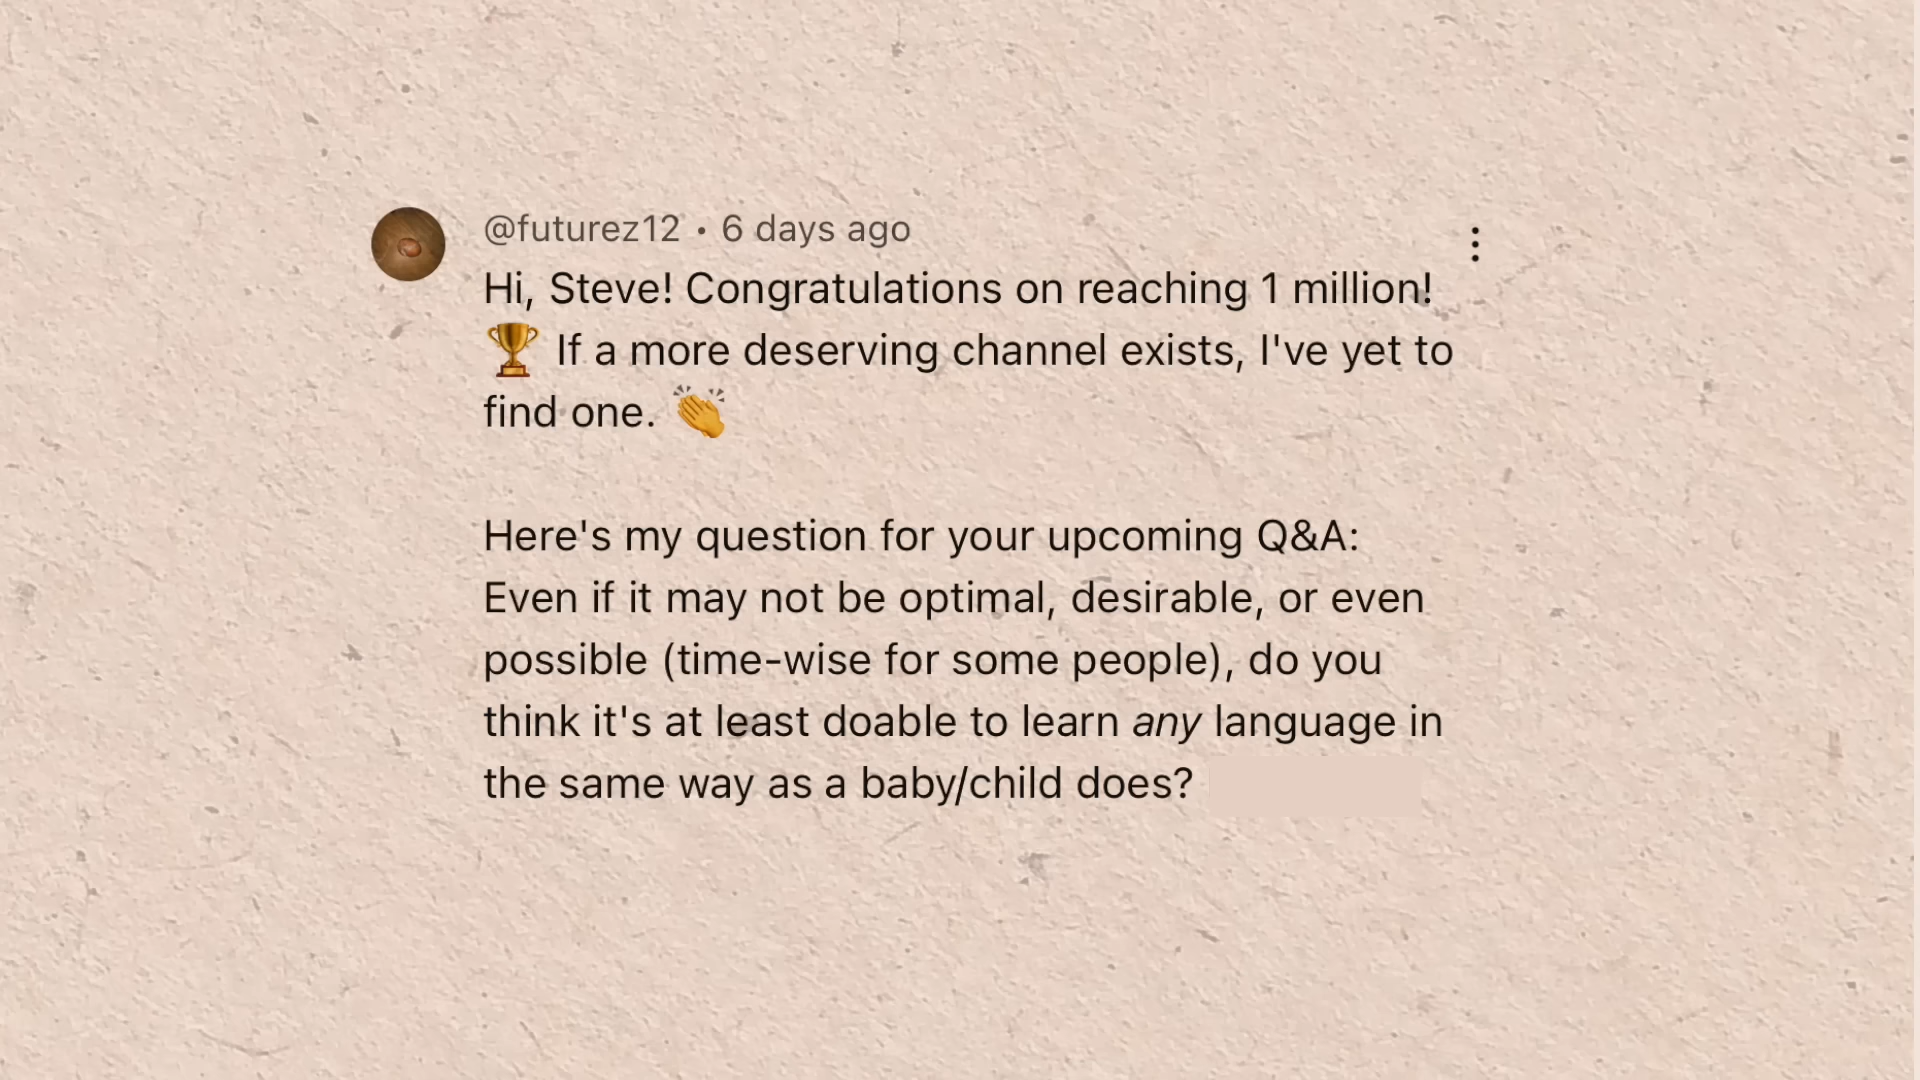 @futurez12 • 6 days ago
Hi, Steve! Congratulations on reaching 1 million!
🏆 If a more deserving channel exists, I've yet to
find one. 👏
Here's my question for your upcoming Q&A:
Even if it may not be optimal, desirable, or even
possible (time-wise for some people), do you
think it's at least doable to learn any language in
the same way as a baby/child does?